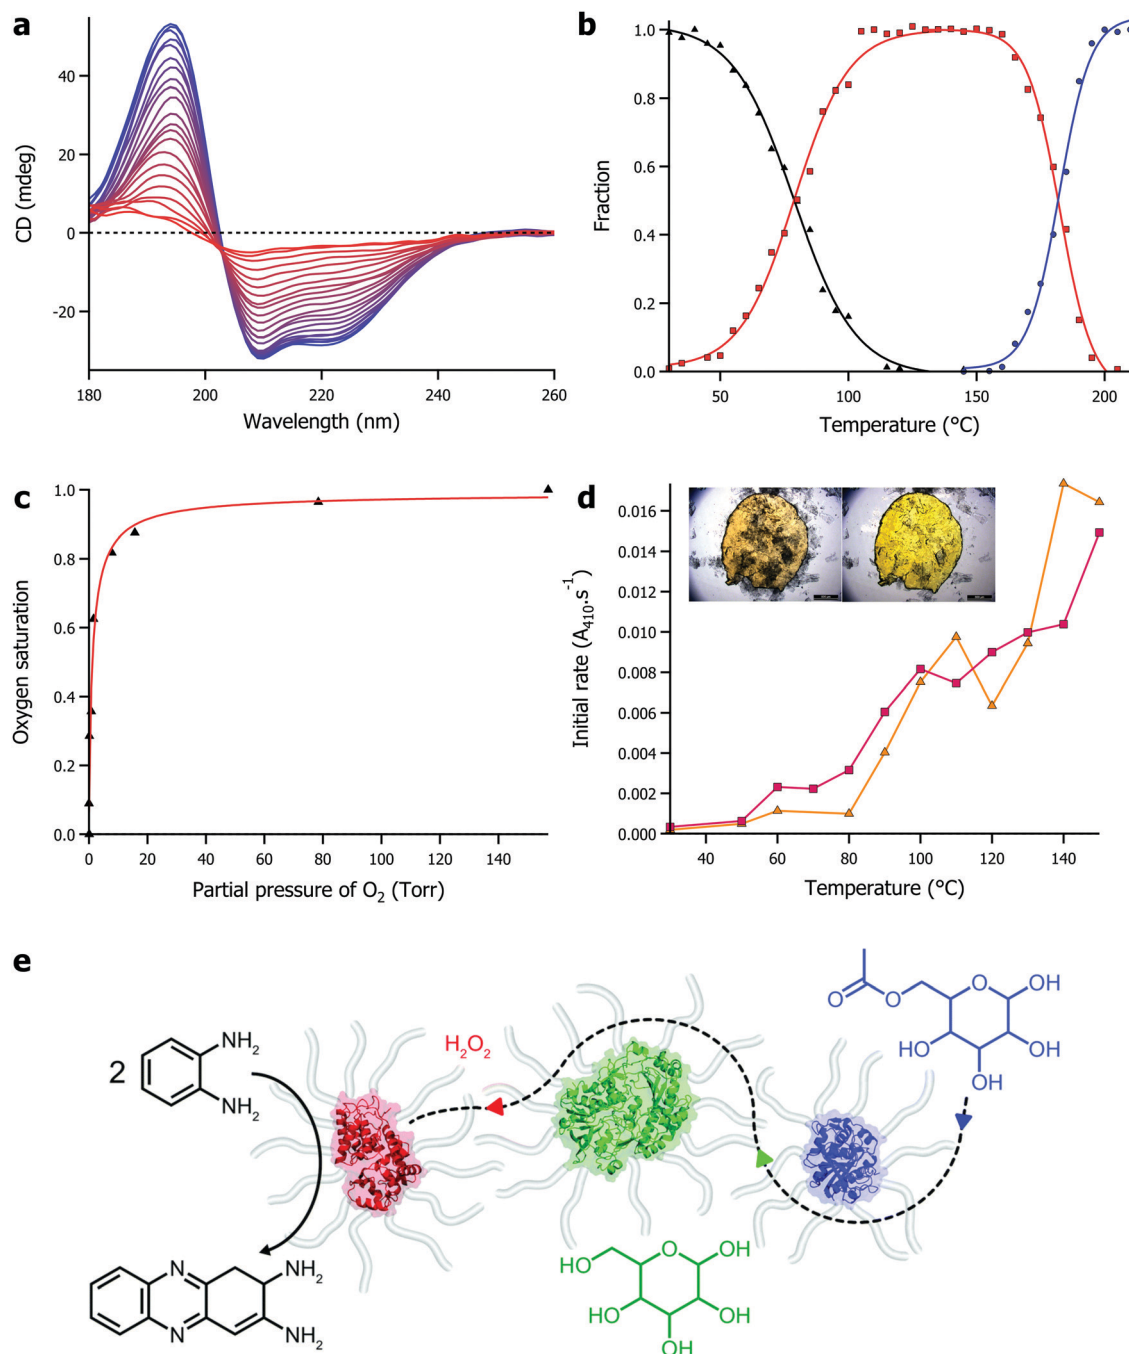 a
CD (mdeg)
40
20
0
-20
180
200
220
240
260
Wavelength (nm)
b
Fraction
1.0
0.8
0.6
0.4
0.2
0.0
50
100
150
200
Temperature (°C)
c
Oxygen saturation
1.0
0.8
0.6
0.4
0.2
0.0
0
20
40
60
80
100
120
140
Partial pressure of O₂ (Torr)
d
Initial rate (A₄₁₀.s⁻¹)
0.016
0.014
0.012
0.010
0.008
0.006
0.004
0.002
0.000
40
60
80
100
120
140
Temperature (°C)
e
2
NH₂
NH₂
H₂O₂
O
O
O
OH
HO
OH
OH
N
N
NH₂
NH₂
HO
O
OH
HO
OH
OH